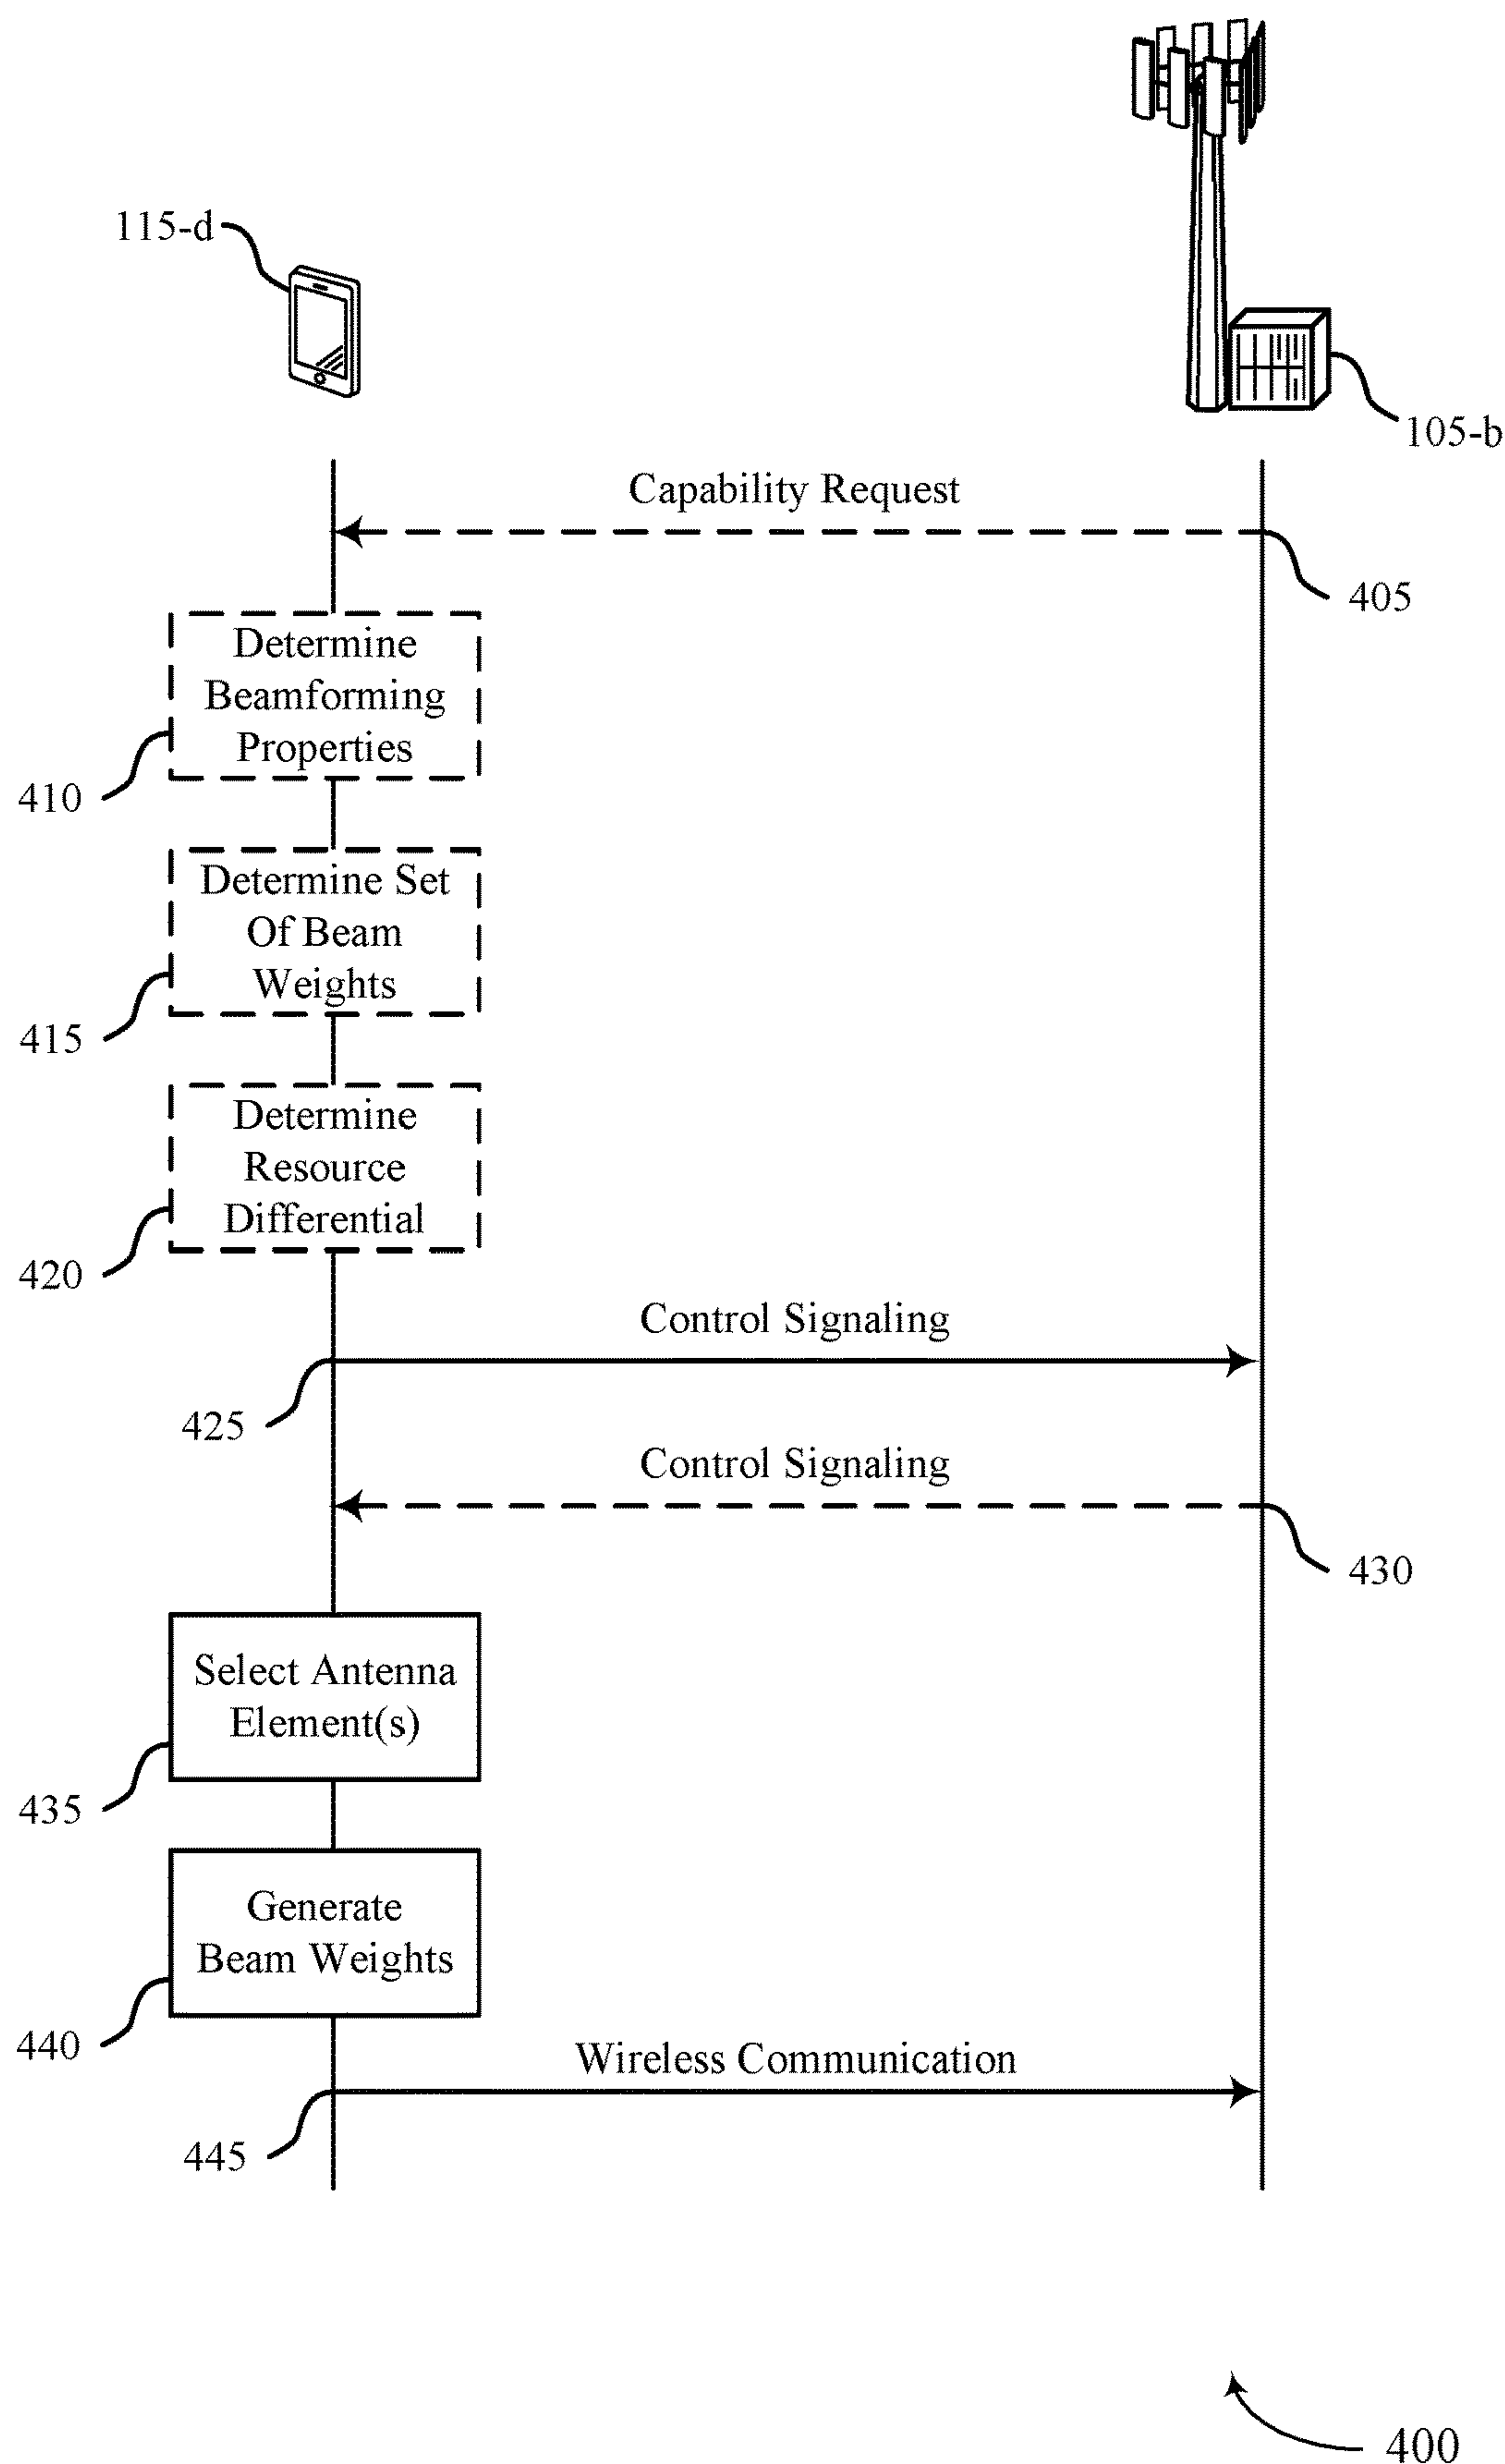 115-d
105-b
Capability Request
405
Determine
Beamforming
Properties
410
Determine Set
Of Beam
Weights
415
Determine
Resource
Differential
420
Control Signaling
425
Control Signaling
430
Select Antenna
Element(s)
435
Generate
Beam Weights
440
Wireless Communication
445
400